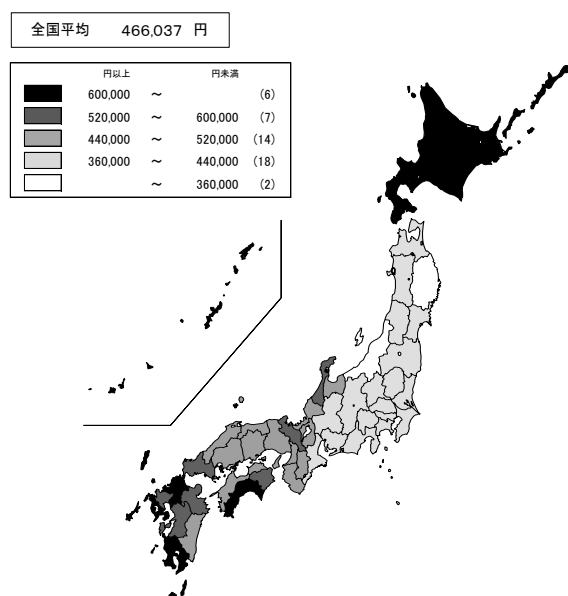 全国平均 466,037 円
円以上 円未満
600,000 ～ (6)
520,000 ～ 600,000 (7)
440,000 ～ 520,000 (14)
360,000 ～ 440,000 (18)
～ 360,000 (2)